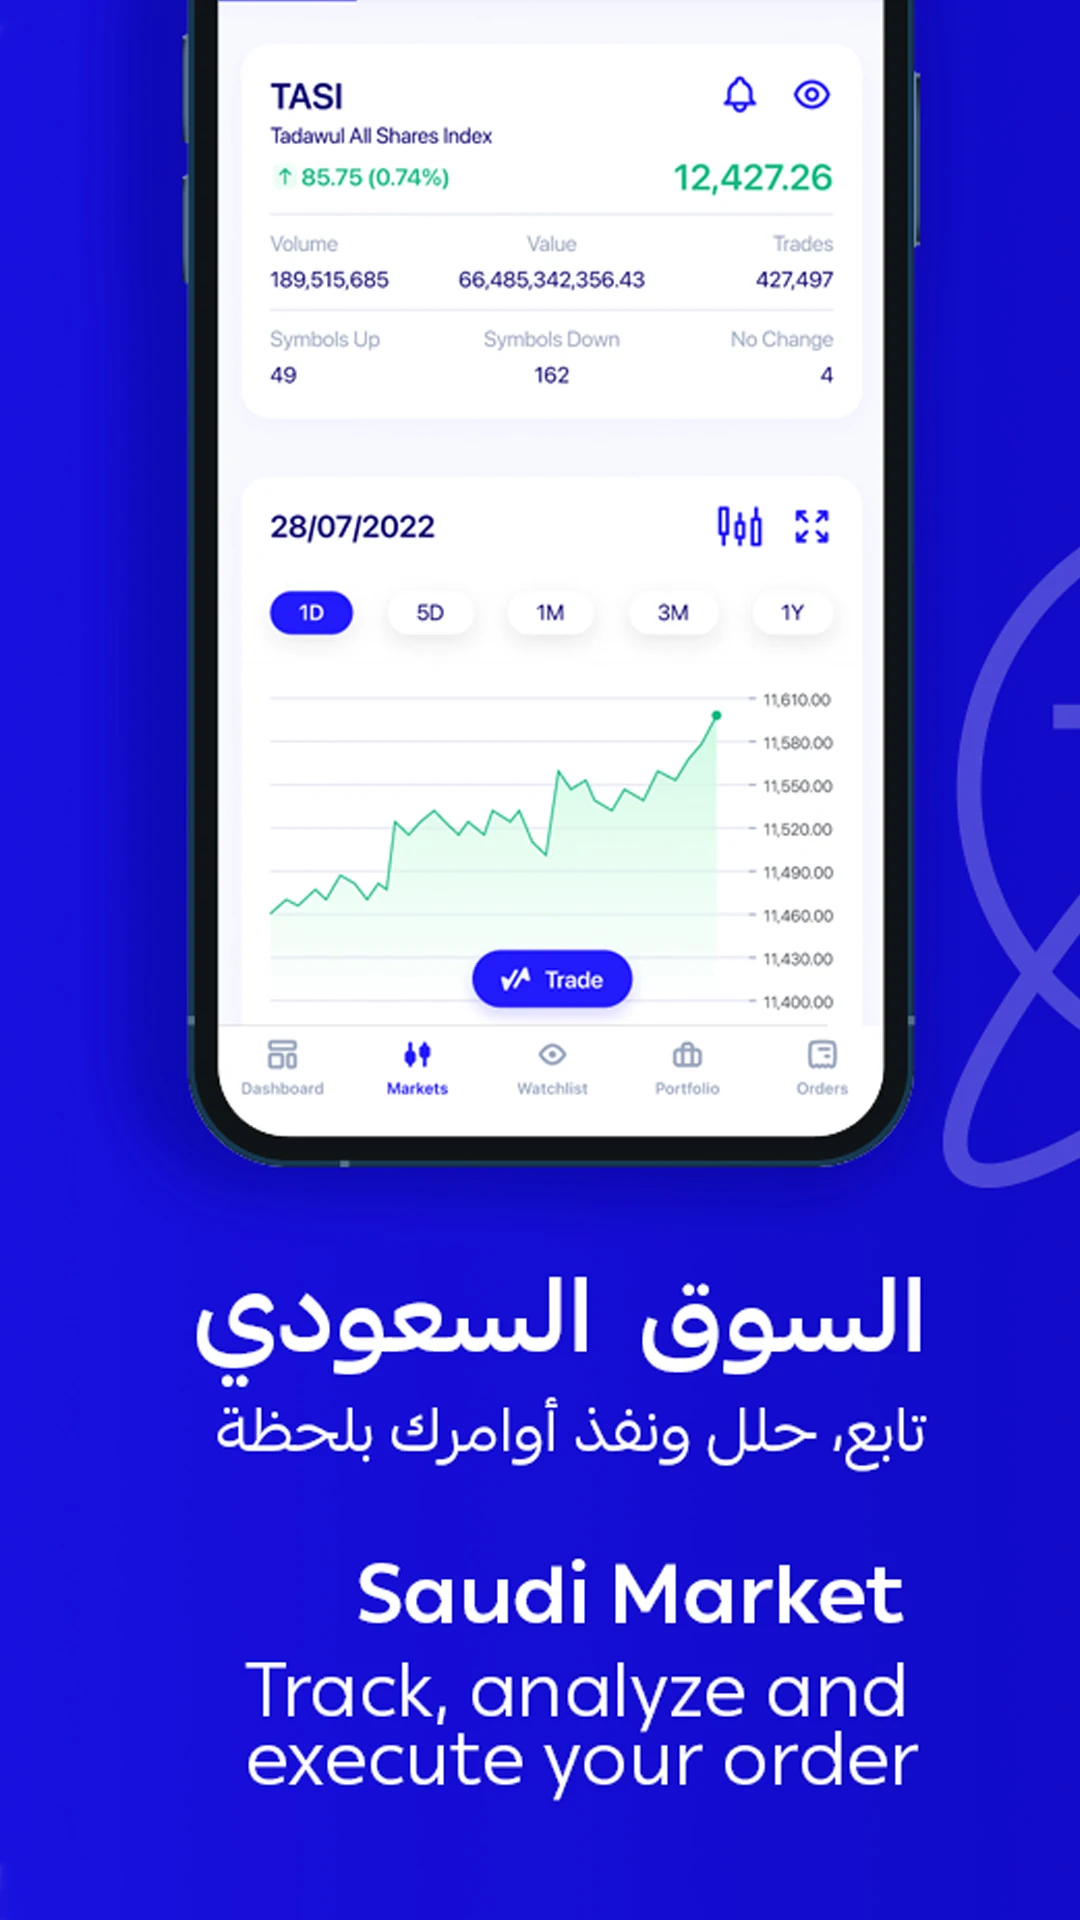 TASI
Tadawul All Shares Index
↑ 85.75 (0.74%) 12,427.26
Volume Value Trades
189,515,685 66,485,342,356.43 427,497
Symbols Up Symbols Down No Change
49 162 4
28/07/2022
1D 5D 1M 3M 1Y
11,610.00
11,580.00
11,550.00
11,520.00
11,490.00
11,460.00
11,430.00
11,400.00
Trade
Dashboard Markets Watchlist Portfolio Orders
السوق السعودي
تابع، حلل ونفذ أوامرك بلحظة
Saudi Market
Track, analyze and
execute your order